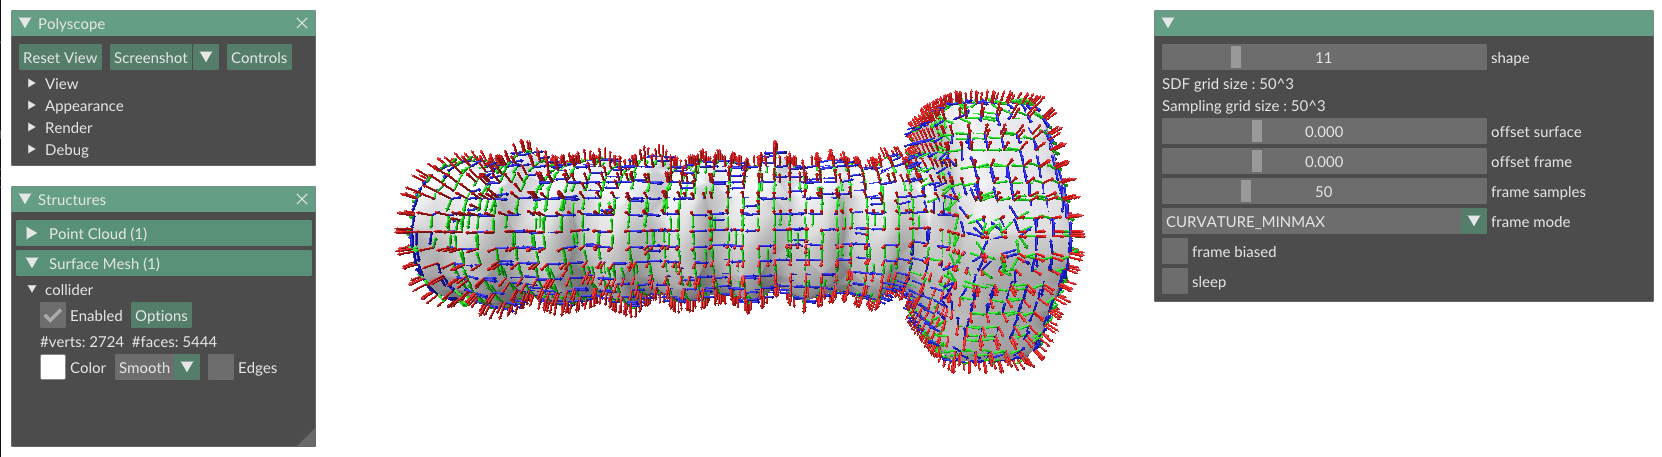 Polyscope
Reset View Screenshot Controls
View
Appearance
Render
Debug
Structures
Point Cloud (1)
Surface Mesh (1)
collider
Enabled Options
#verts: 2724 #faces: 5444
Color Smooth Edges
11 shape
SDF grid size : 50^3
Sampling grid size : 50^3
0.000 offset surface
0.000 offset frame
50 frame samples
CURVATURE_MINMAX frame mode
frame biased
sleep